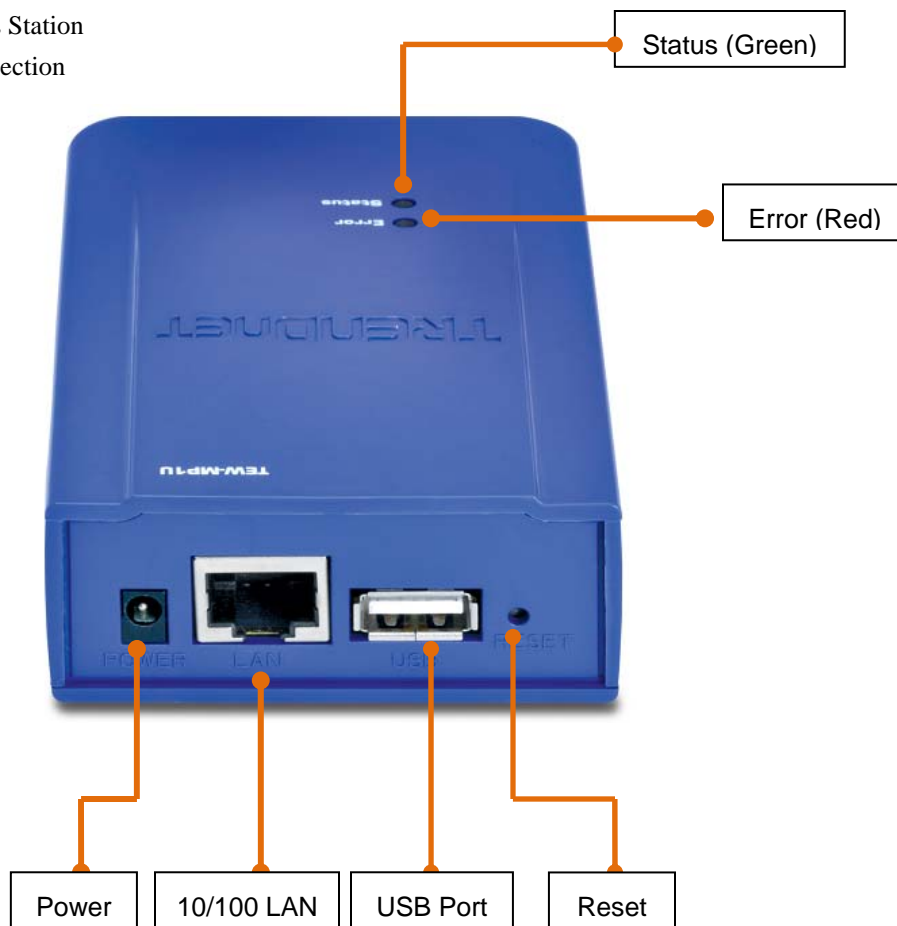 Station
ection
Status (Green)
Error (Red)
Status
Error
TRENDnet
TEW-MP1U
POWER
LAN
USB
RESET
Power
10/100 LAN
USB Port
Reset